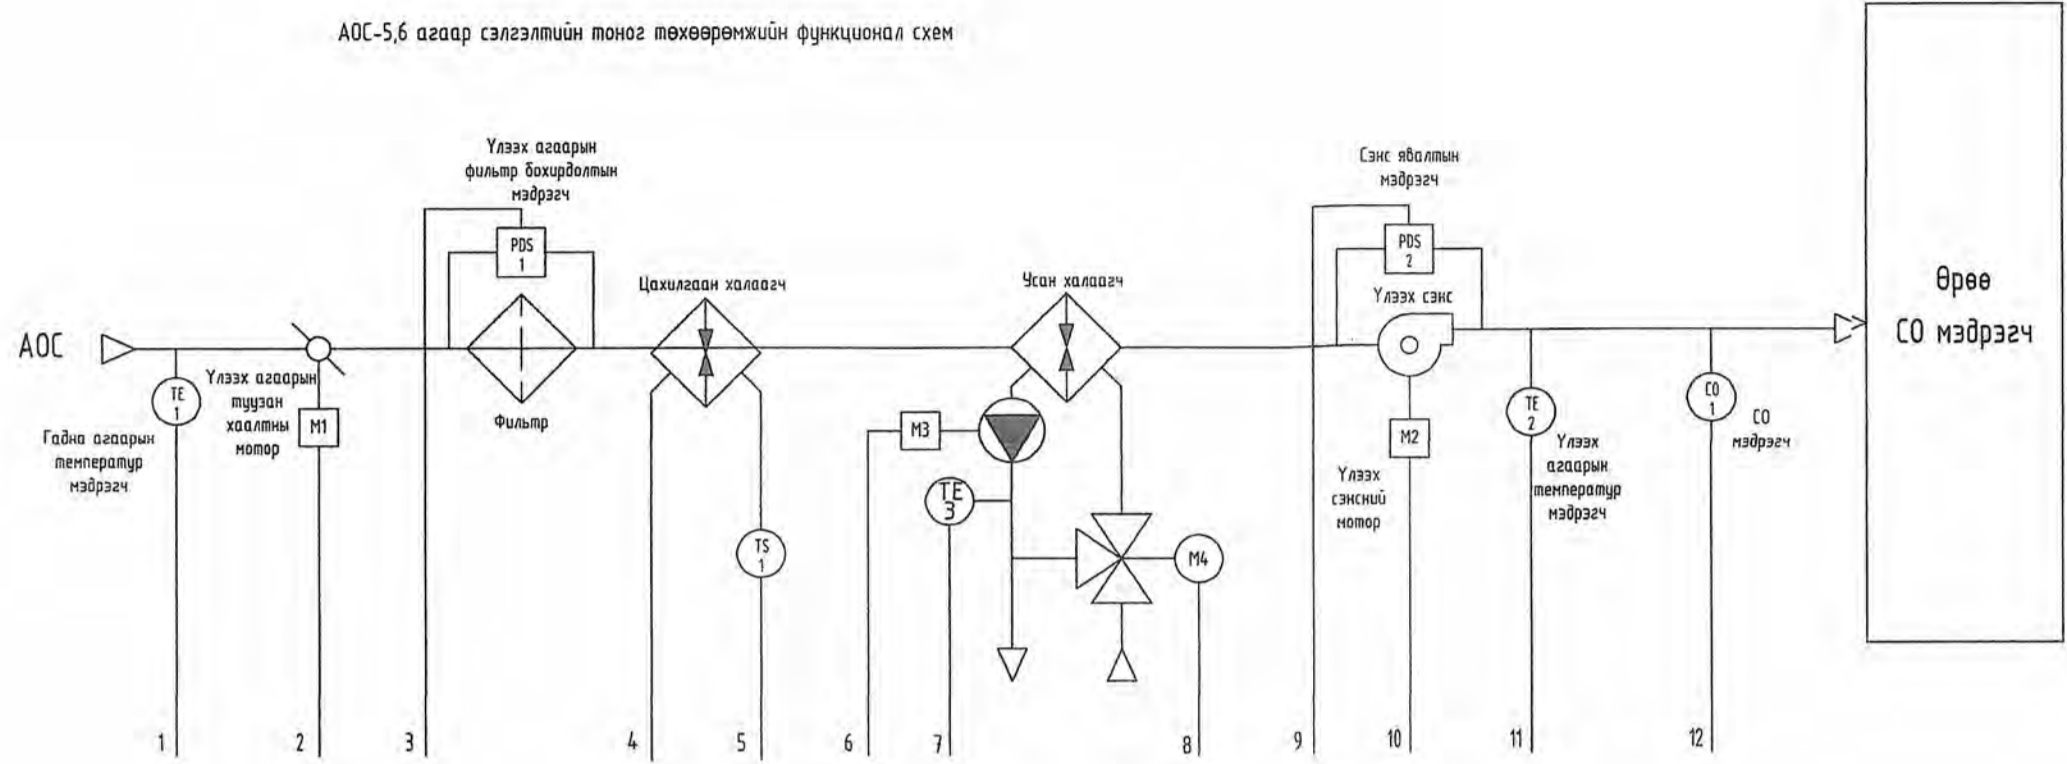 АОС-5,6 агаар сэлгэлтийн тоног төхөөрөмжийн функционал схем
Үлээх агаарын
фильтр бохирдолтын
мэдрэгч
PDS
1
Цахилгаан халаагч
Усан халаагч
Сэнс явалтын
мэдрэгч
PDS
2
Үлээх сэнс
Өрөө
СО мэдрэгч
АОС
TE
1
Гадна агаарын
температур
мэдрэгч
Үлээх агаарын
туузан
хаалтны
мотор
M1
Фильтр
TS
1
M3
TE
3
M4
M2
Үлээх
сэнсний
мотор
TE
2
Үлээх
агаарын
температур
мэдрэгч
CO
1
СО
мэдрэгч
1
2
3
4
5
6
7
8
9
10
11
12